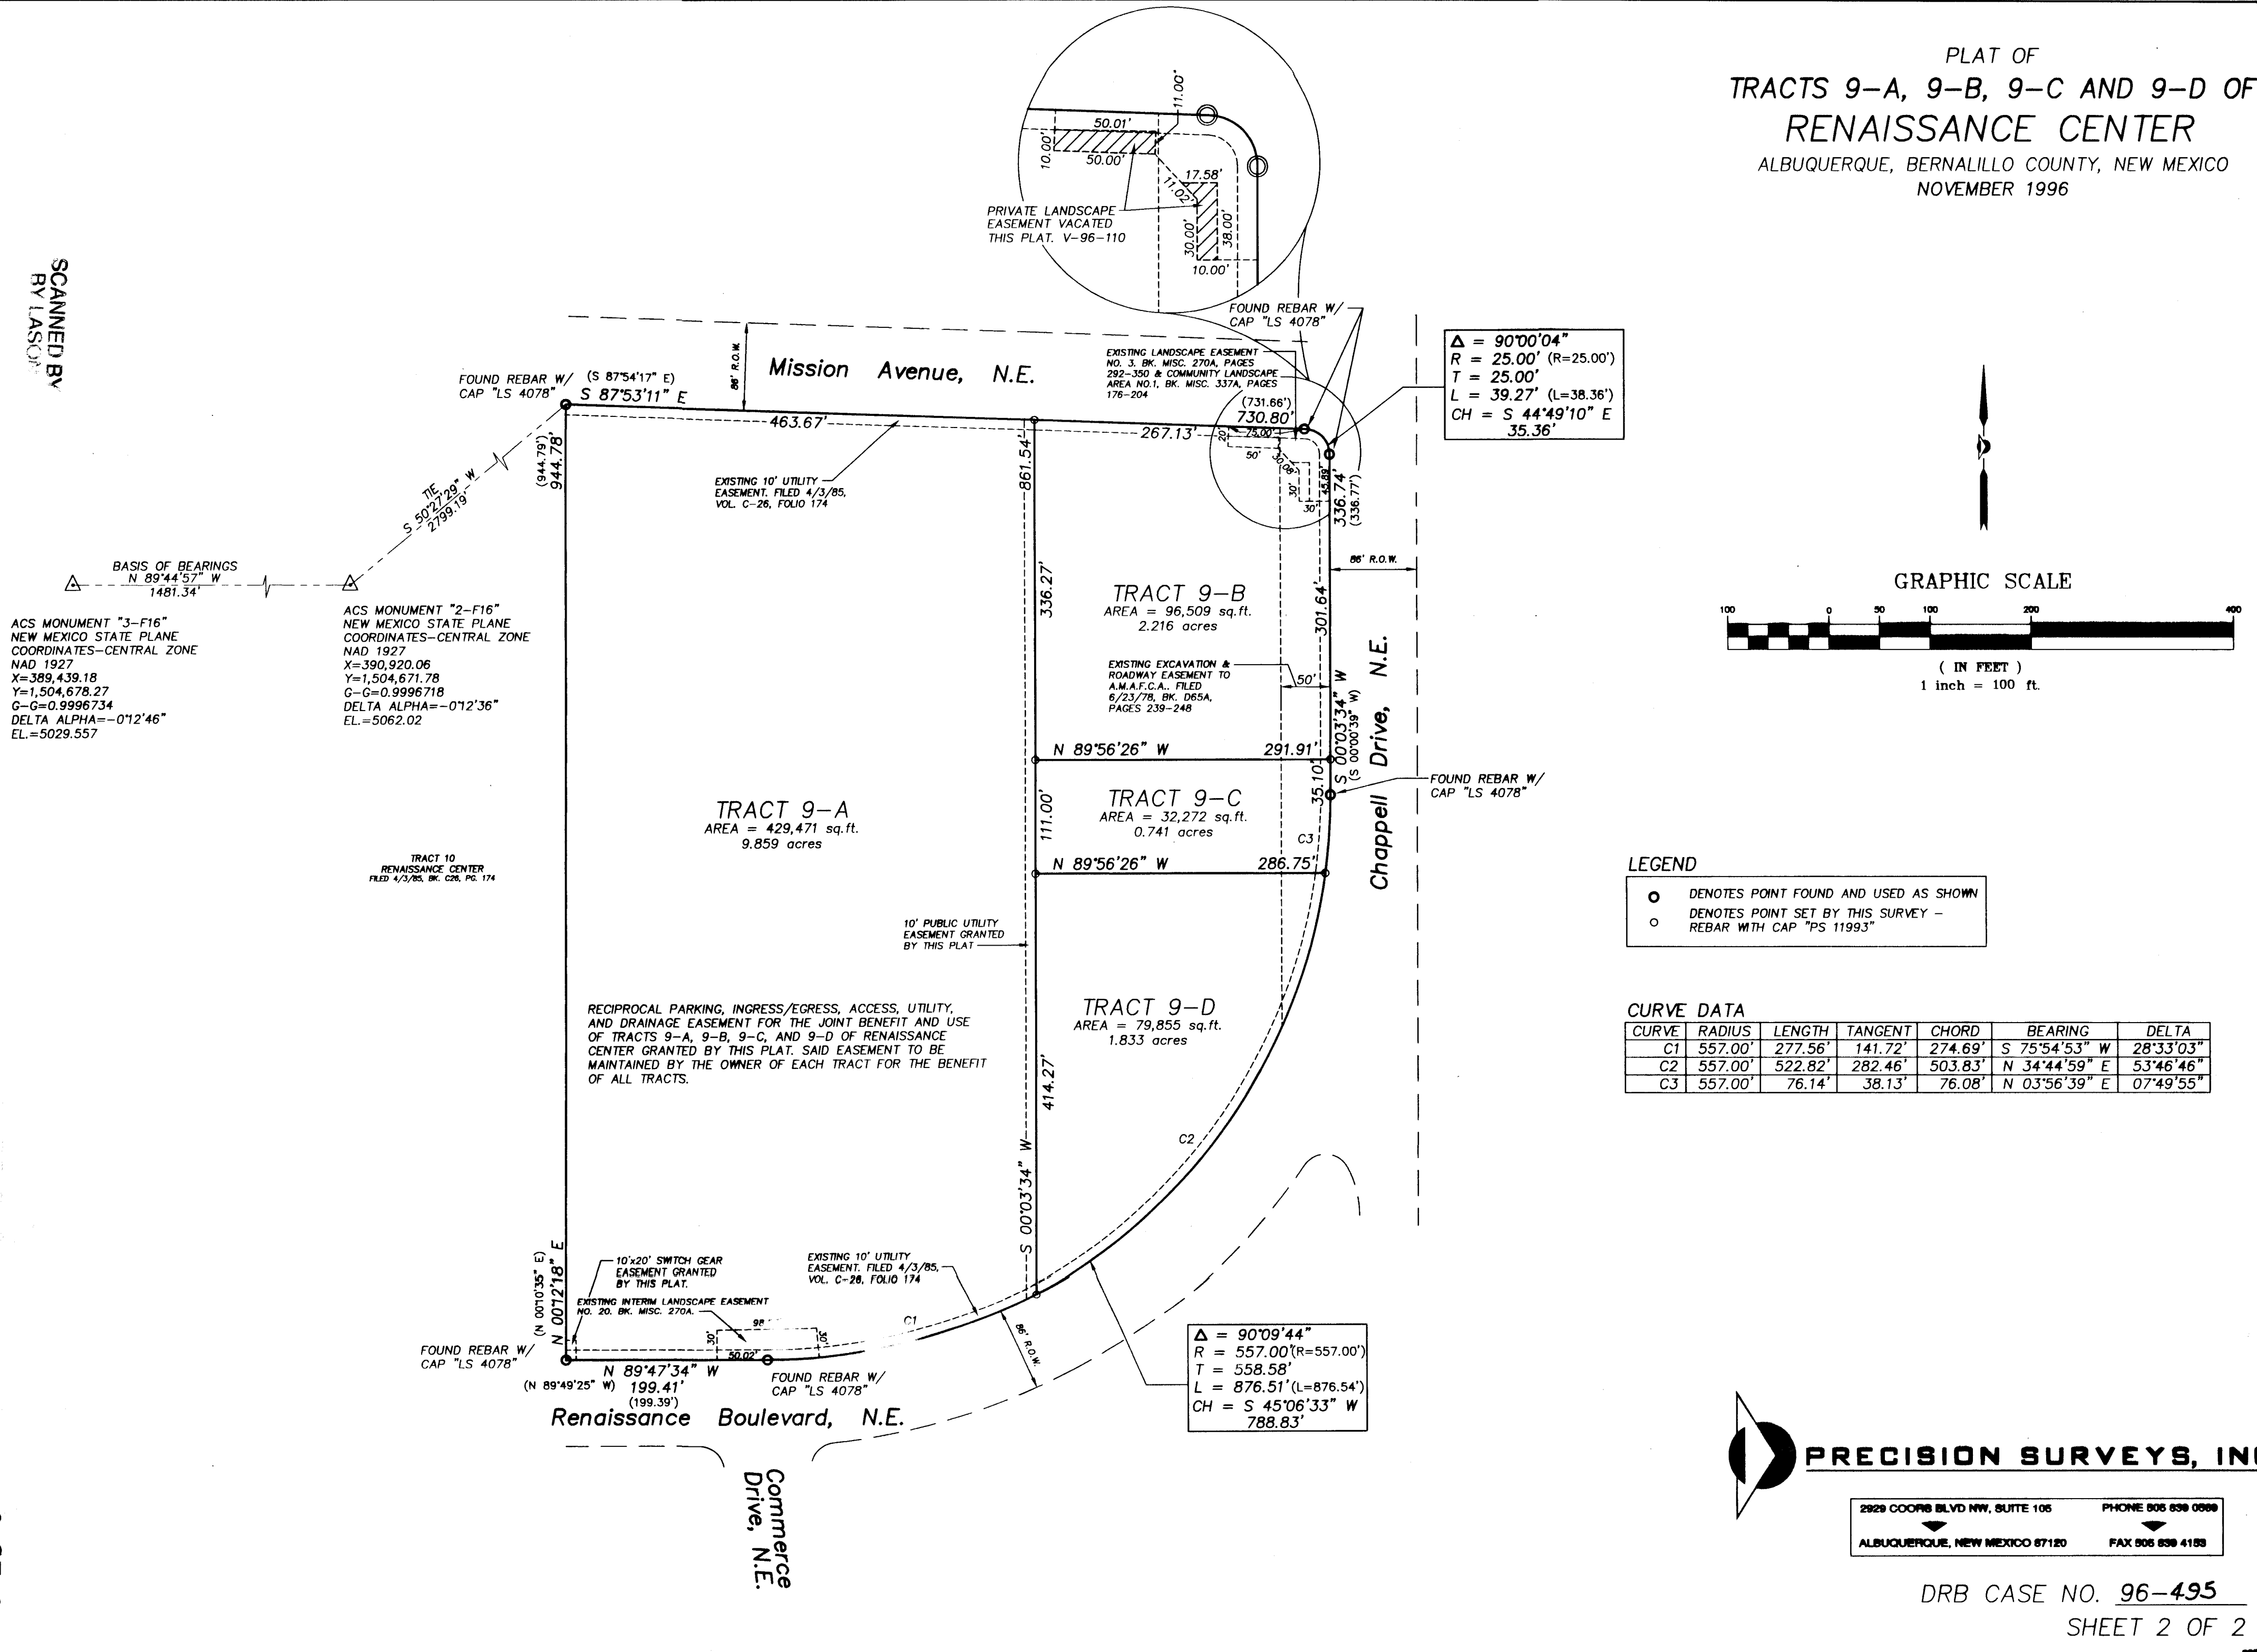 PLAT OF
TRACTS 9-A, 9-B, 9-C AND 9-D OF
RENAISSANCE CENTER
ALBUQUERQUE, BERNALILLO COUNTY, NEW MEXICO
NOVEMBER 1996
SCANNED BY
50.01'
11.00'
10.00'
50.00'
17.58'
11.02'
30.00'
38.00'
10.00'
PRIVATE LANDSCAPE
EASEMENT VACATED
THIS PLAT. V-96-110
FOUND REBAR W/
CAP "LS 4078"
Δ = 90°00'04"
R = 25.00' (R=25.00')
T = 25.00'
L = 39.27' (L=38.36')
CH = S 44°49'10" E
35.36'
EXISTING LANDSCAPE EASEMENT
NO. 3. BK. MISC. 270A, PAGES
292-350 & COMMUNITY LANDSCAPE
AREA NO.1, BK. MISC. 337A, PAGES
176-204
86' R.O.W.
Mission Avenue, N.E.
FOUND REBAR W/
CAP "LS 4078"
(S 87°54'17" E)
S 87°53'11" E
(731.66')
730.80'
463.67'
267.13'
20'
75.00'
50'
30.08'
30'
30'
45.89'
(944.79')
944.78'
861.54'
336.74'
(336.77')
EXISTING 10' UTILITY
EASEMENT. FILED 4/3/85,
VOL. C-26, FOLIO 174
TIE
S 50°27'29" W
2799.19'
BASIS OF BEARINGS
N 89°44'57" W
1481.34'
ACS MONUMENT "3-F16"
NEW MEXICO STATE PLANE
COORDINATES-CENTRAL ZONE
NAD 1927
X=389,439.18
Y=1,504,678.27
G-G=0.9996734
DELTA ALPHA=-0°12'46"
EL.=5029.557
ACS MONUMENT "2-F16"
NEW MEXICO STATE PLANE
COORDINATES-CENTRAL ZONE
NAD 1927
X=390,920.06
Y=1,504,671.78
G-G=0.9996718
DELTA ALPHA=-0°12'36"
EL.=5062.02
86' R.O.W.
336.27'
TRACT 9-B
AREA = 96,509 sq.ft.
2.216 acres
301.64'
EXISTING EXCAVATION &
ROADWAY EASEMENT TO
A.M.A.F.C.A.. FILED
6/23/78, BK. D65A,
PAGES 239-248
50'
S 00°03'34" W
(S 00°00'39" W)
Chappell Drive, N.E.
N 89°56'26" W 291.91'
35.10'
FOUND REBAR W/
CAP "LS 4078"
TRACT 9-A
AREA = 429,471 sq.ft.
9.859 acres
111.00'
TRACT 9-C
AREA = 32,272 sq.ft.
0.741 acres
C3
N 89°56'26" W 286.75'
TRACT 10
RENAISSANCE CENTER
FILED 4/3/85, BK. C26, PG. 174
10' PUBLIC UTILITY
EASEMENT GRANTED
BY THIS PLAT
TRACT 9-D
AREA = 79,855 sq.ft.
1.833 acres
RECIPROCAL PARKING, INGRESS/EGRESS, ACCESS, UTILITY,
AND DRAINAGE EASEMENT FOR THE JOINT BENEFIT AND USE
OF TRACTS 9-A, 9-B, 9-C, AND 9-D OF RENAISSANCE
CENTER GRANTED BY THIS PLAT. SAID EASEMENT TO BE
MAINTAINED BY THE OWNER OF EACH TRACT FOR THE BENEFIT
OF ALL TRACTS.
414.27'
S 00°03'34" W
C2
(N 00°10'35" E)
N 00°12'18" E
10'x20' SWITCH GEAR
EASEMENT GRANTED
BY THIS PLAT.
EXISTING INTERIM LANDSCAPE EASEMENT
NO. 20. BK. MISC. 270A.
EXISTING 10' UTILITY
EASEMENT. FILED 4/3/85,
VOL. C-26, FOLIO 174
C1
30'
30'
50.02'
FOUND REBAR W/
CAP "LS 4078"
N 89°47'34" W
(N 89°49'25" W) 199.41'
(199.39')
FOUND REBAR W/
CAP "LS 4078"
86' R.O.W.
Δ = 90°09'44"
R = 557.00'(R=557.00')
T = 558.58'
L = 876.51'(L=876.54')
CH = S 45°06'33" W
788.83'
Renaissance Boulevard, N.E.
Commerce
Drive, N.E.
GRAPHIC SCALE
100 0 50 100 200 400
( IN FEET )
1 inch = 100 ft.
LEGEND
DENOTES POINT FOUND AND USED AS SHOWN
DENOTES POINT SET BY THIS SURVEY -
REBAR WITH CAP "PS 11993"
CURVE DATA
CURVE RADIUS LENGTH TANGENT CHORD BEARING DELTA
C1 557.00' 277.56' 141.72' 274.69' S 75°54'53" W 28°33'03"
C2 557.00' 522.82' 282.46' 503.83' N 34°44'59" E 53°46'46"
C3 557.00' 76.14' 38.13' 76.08' N 03°56'39" E 07°49'55"
PRECISION SURVEYS,
2929 COORS BLVD NW, SUITE 105 PHONE 505 839 0569
ALBUQUERQUE, NEW MEXICO 87120 FAX 505 839 4153
DRB CASE NO. 96-495
SHEET 2 OF 2